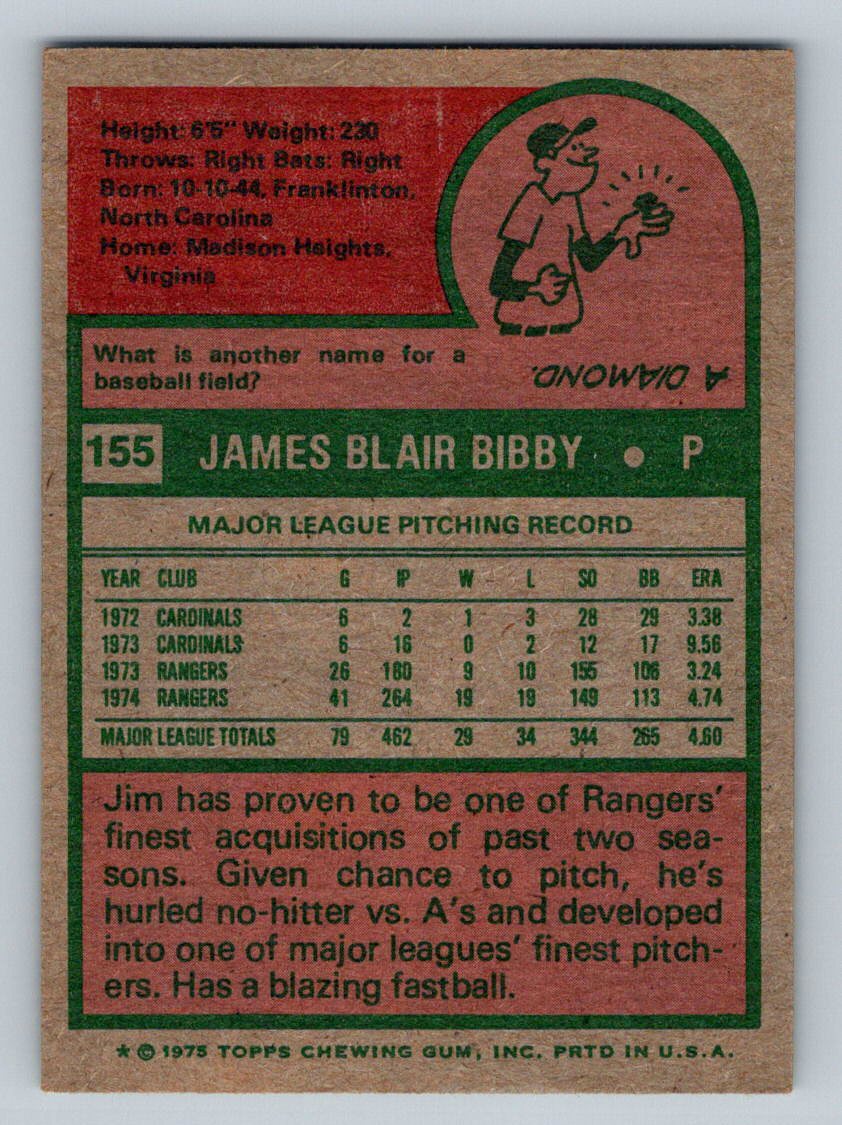 Height: 6'5" Weight: 230
Throws: Right Bats: Right
Born: 10-10-44, Franklinton,
North Carolina
Home: Madison Heights,
Virginia
What is another name for a
baseball field?
A DIAMOND.
155 JAMES BLAIR BIBBY • P
MAJOR LEAGUE PITCHING RECORD
YEAR CLUB G IP W L SO BB ERA
1972 CARDINALS 6 2 1 3 28 29 3.38
1973 CARDINALS 6 16 0 2 12 17 9.56
1973 RANGERS 26 180 9 10 155 106 3.24
1974 RANGERS 41 264 19 19 149 113 4.74
MAJOR LEAGUE TOTALS 79 462 29 34 344 265 4.60
Jim has proven to be one of Rangers'
finest acquisitions of past two sea-
sons. Given chance to pitch, he's
hurled no-hitter vs. A's and developed
into one of major leagues' finest pitch-
ers. Has a blazing fastball.
* © 1975 TOPPS CHEWING GUM, INC. PRTD IN U.S.A.